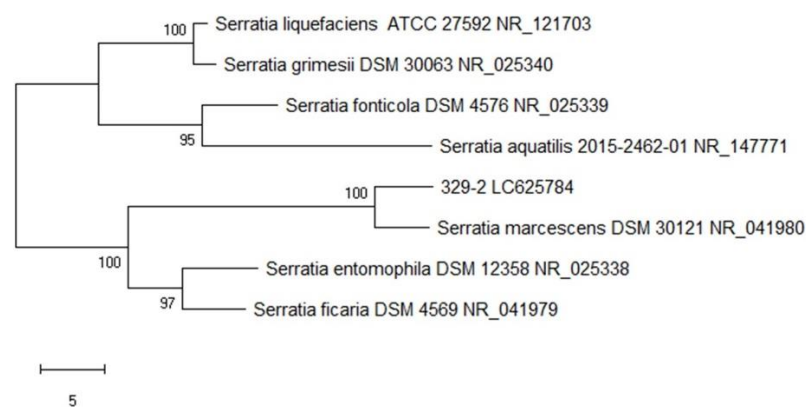 100
Serratia liquefaciens ATCC 27592 NR_121703
Serratia grimesii DSM 30063 NR_025340
Serratia fonticola DSM 4576 NR_025339
95
Serratia aquatilis 2015-2462-01 NR_147771
100
329-2 LC625784
Serratia marcescens DSM 30121 NR_041980
100
Serratia entomophila DSM 12358 NR_025338
97
Serratia ficaria DSM 4569 NR_041979
5